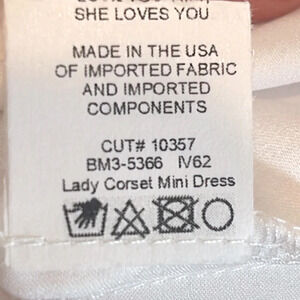 SHE LOVES YOU
MADE IN THE USA
OF IMPORTED FABRIC
AND IMPORTED
COMPONENTS
CUT# 10357
BM3-5366 IV62
Lady Corset Mini Dress